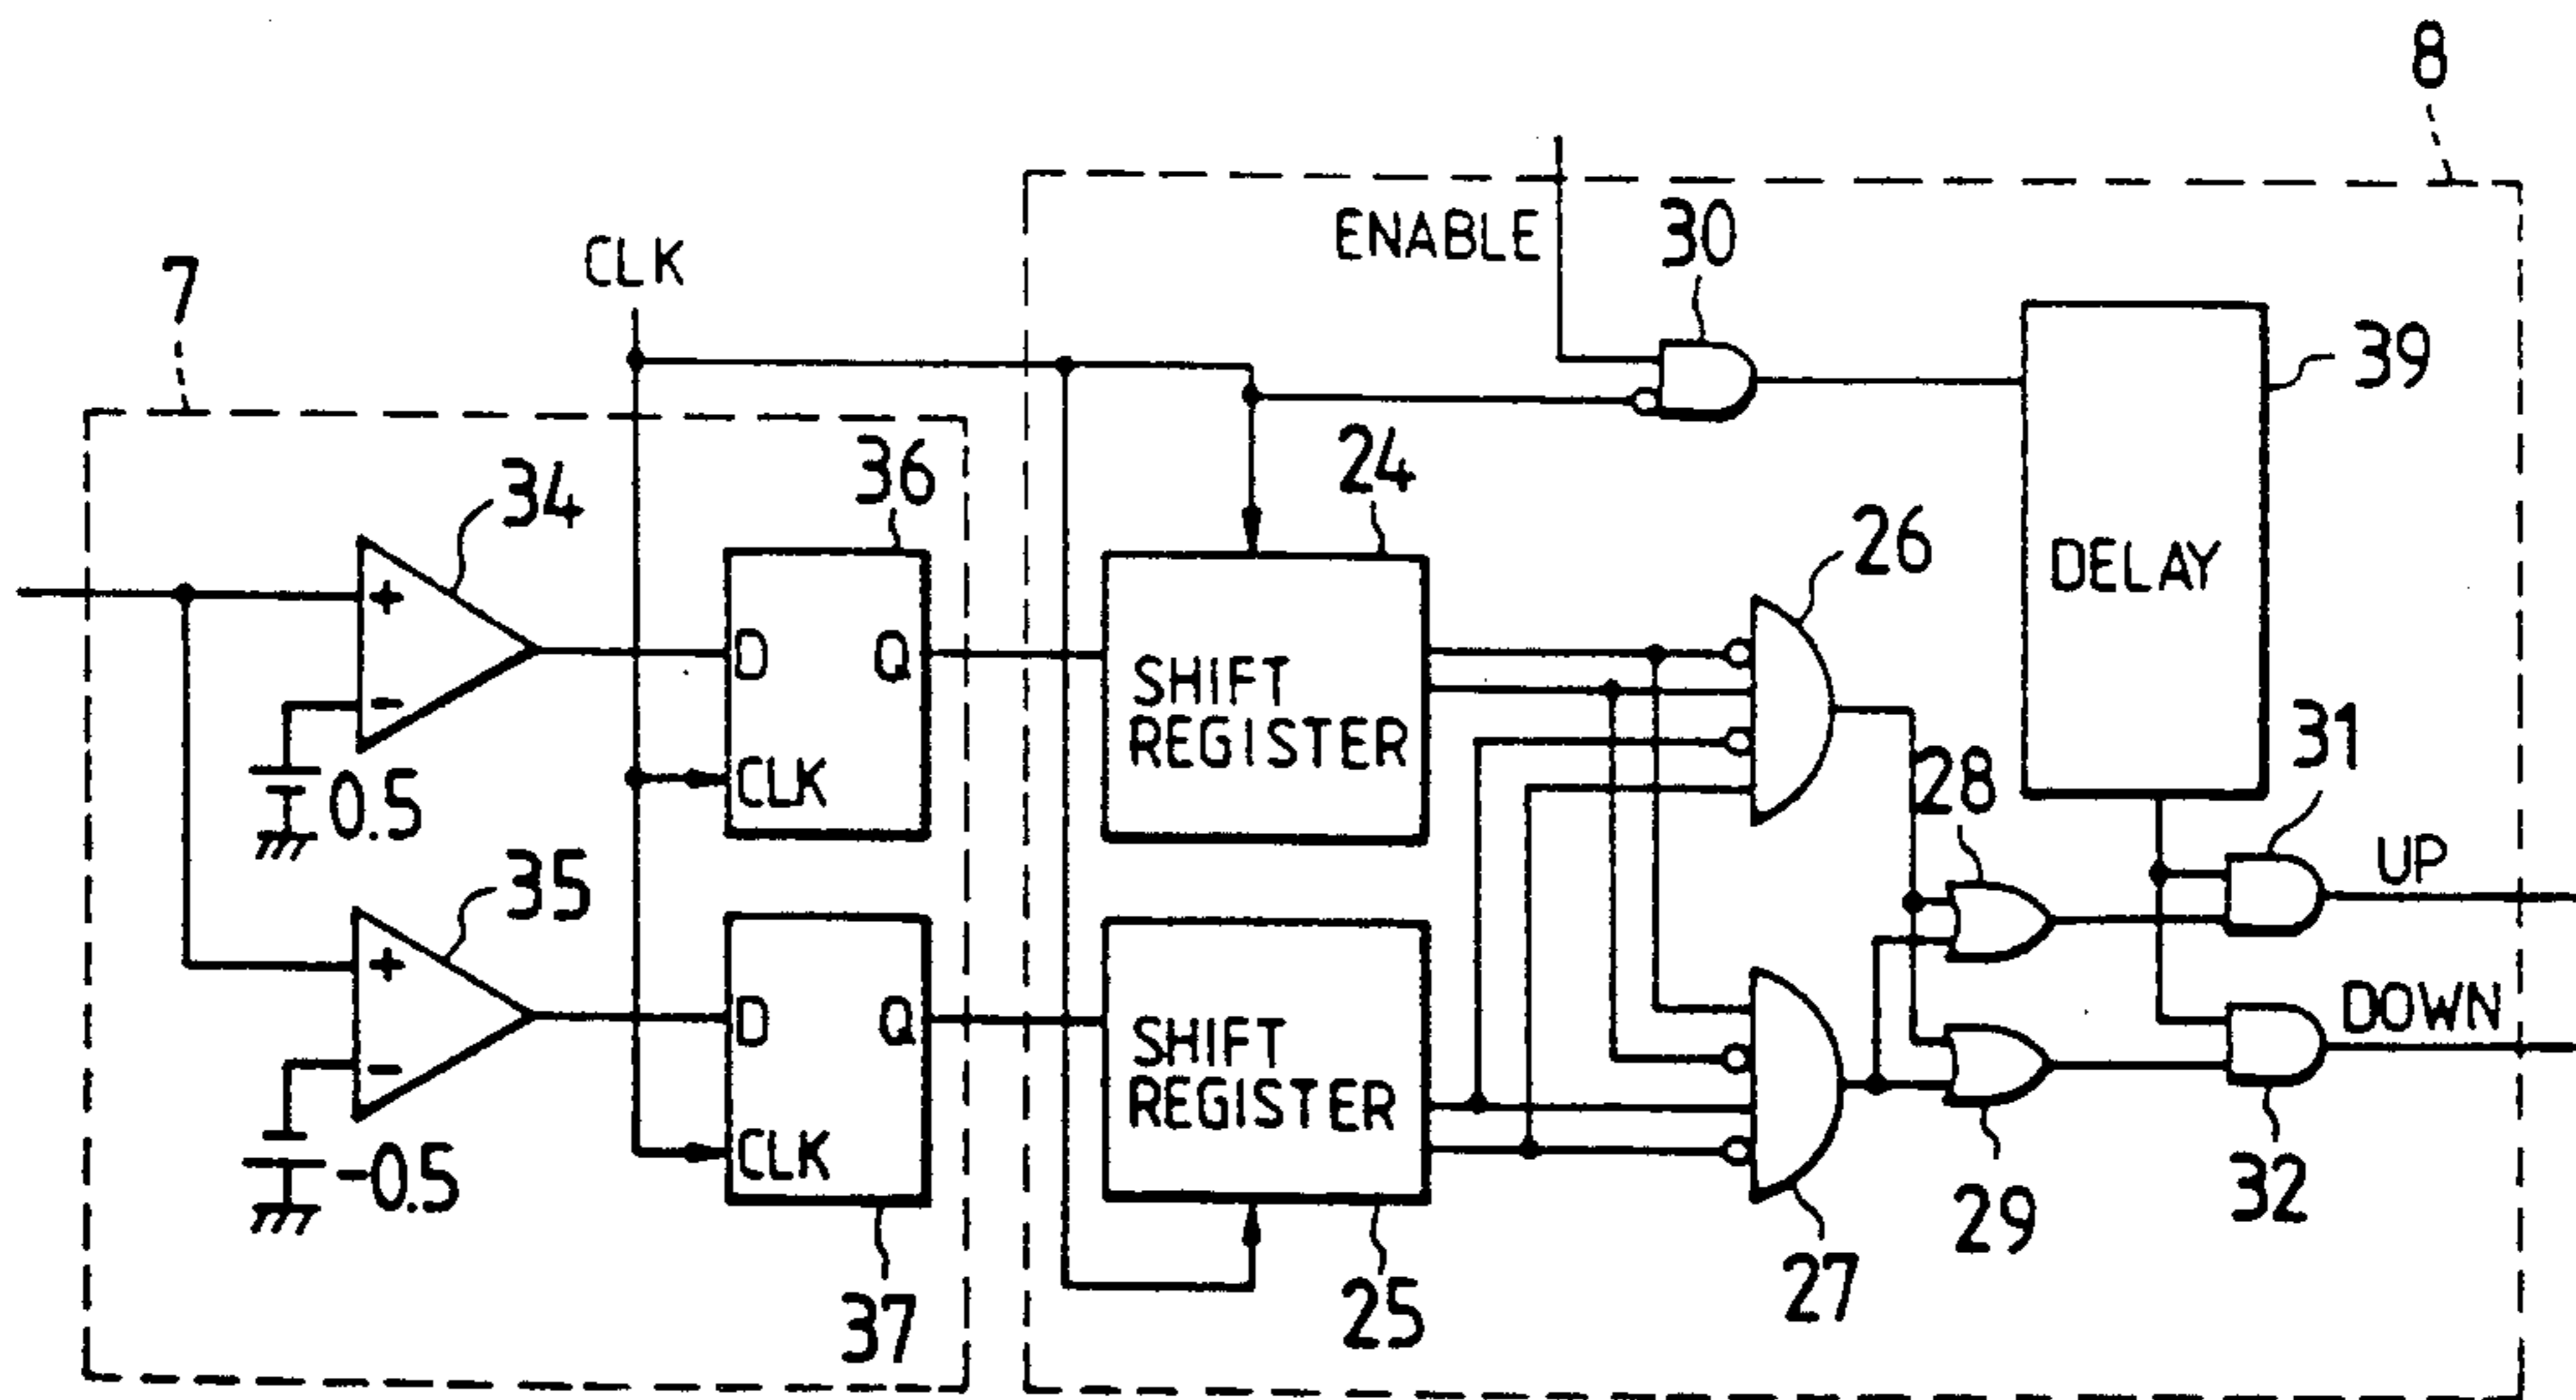 8
ENABLE
30
CLK
7
39
34
36
24
26
+
-
D
Q
CLK
0.5
SHIFT
REGISTER
DELAY
31
28
UP
35
+
-
D
Q
CLK
-0.5
SHIFT
REGISTER
DOWN
37
25
27
29
32